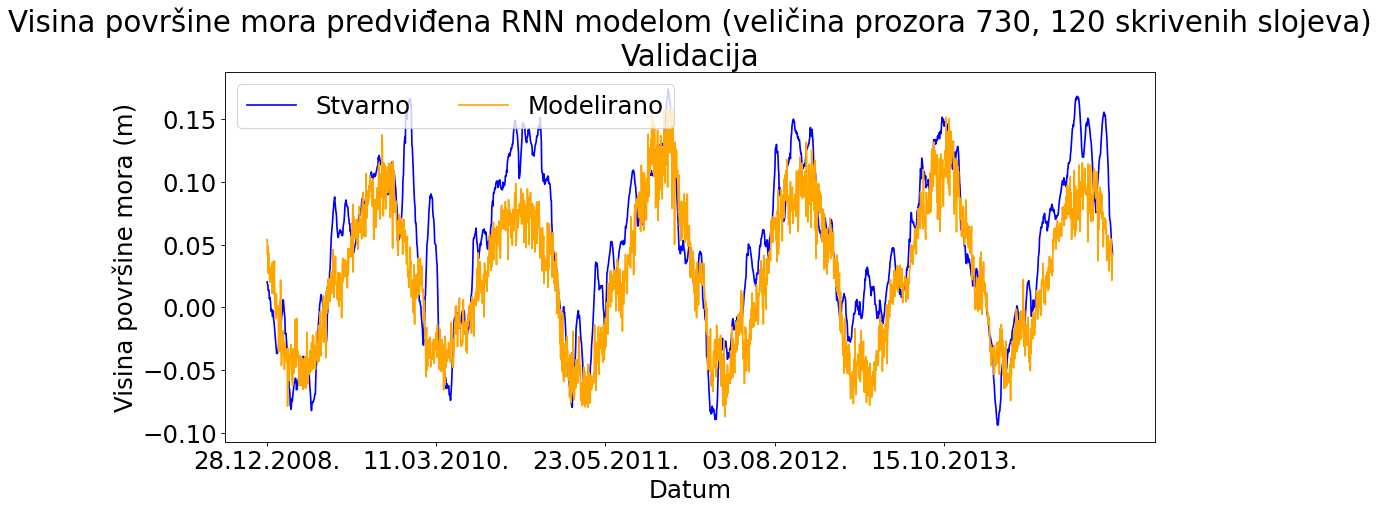 Visina površine mora predviđena RNN modelom (veličina prozora 730, 120 skrivenih slojeva)
Validacija
Stvarno Modelirano
Visina površine mora (m)
0.15
0.10
0.05
0.00
−0.05
−0.10
28.12.2008. 11.03.2010. 23.05.2011. 03.08.2012. 15.10.2013.
Datum